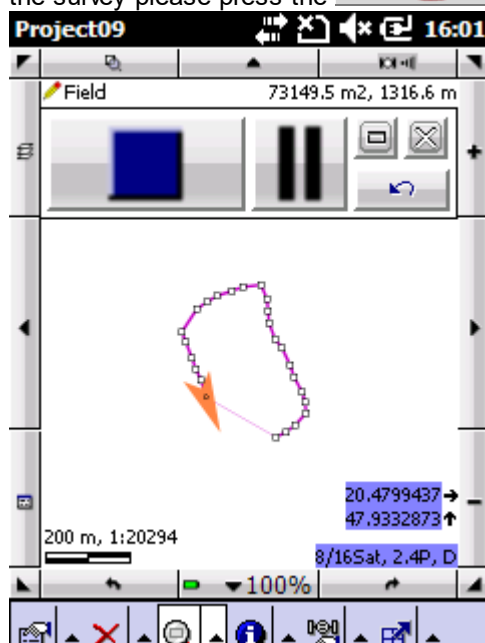 the survey please press the
Project09 16:01
Field 73149.5 m2, 1316.6 m
20.4799437
47.9332873
200 m, 1:20294
8/16Sat, 2.4P, D
100%